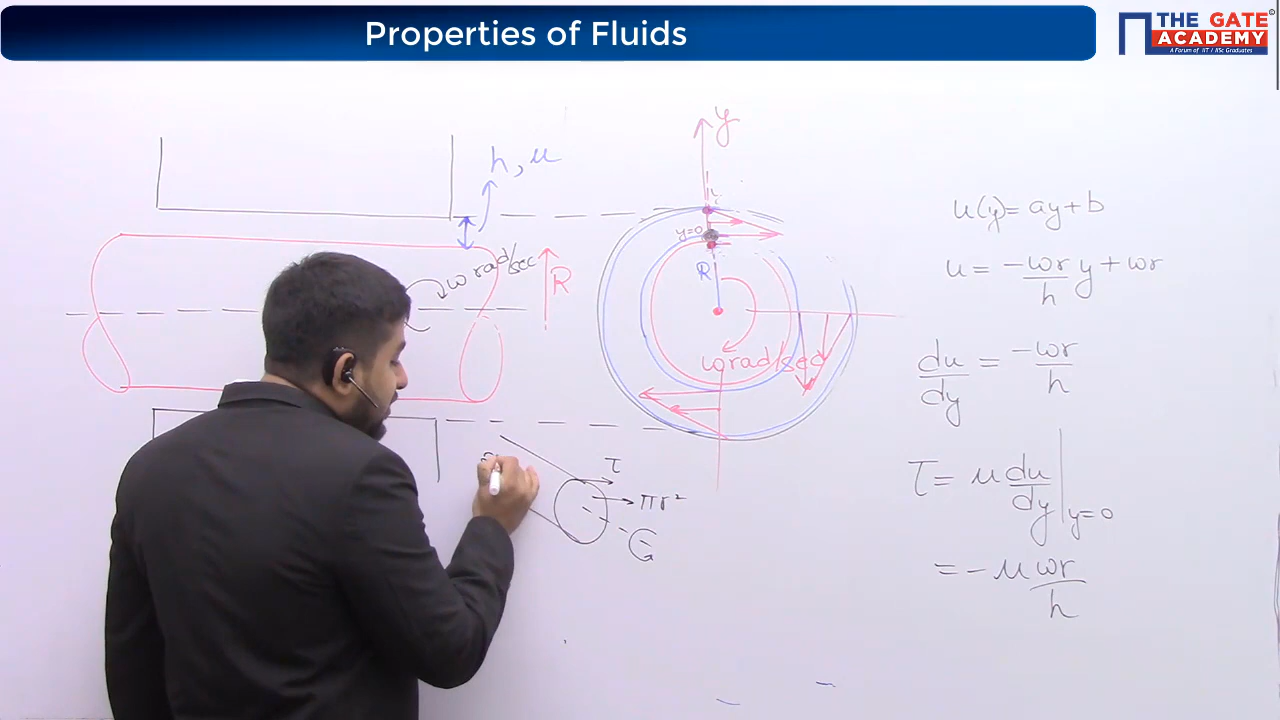 Properties of Fluids
THE GATE
ACADEMY
A Forum of IIT / IISc Graduates
h, μ
ω rad/sec
R
y
y=0
R
ω rad/sec
τ
πr²
u(y) = ay + b
u = -ωr/h y + ωr
du/dy = -ωr/h
τ = μ du/dy |y=0
= - μ ωr/h